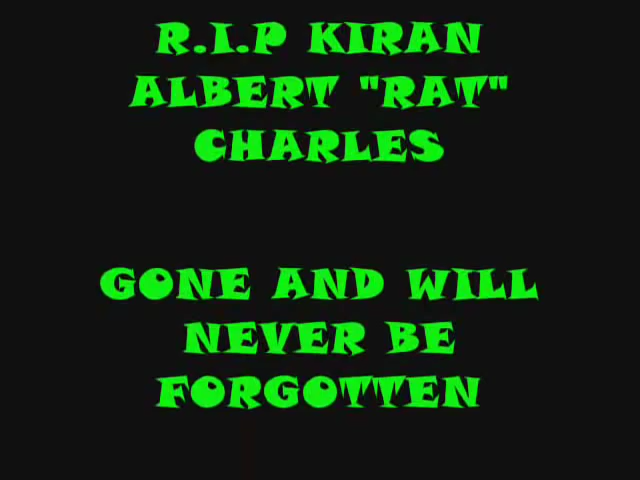 R.I.P KIRAN
ALBERT "RAT"
CHARLES
GONE AND WILL
NEVER BE
FORGOTTEN